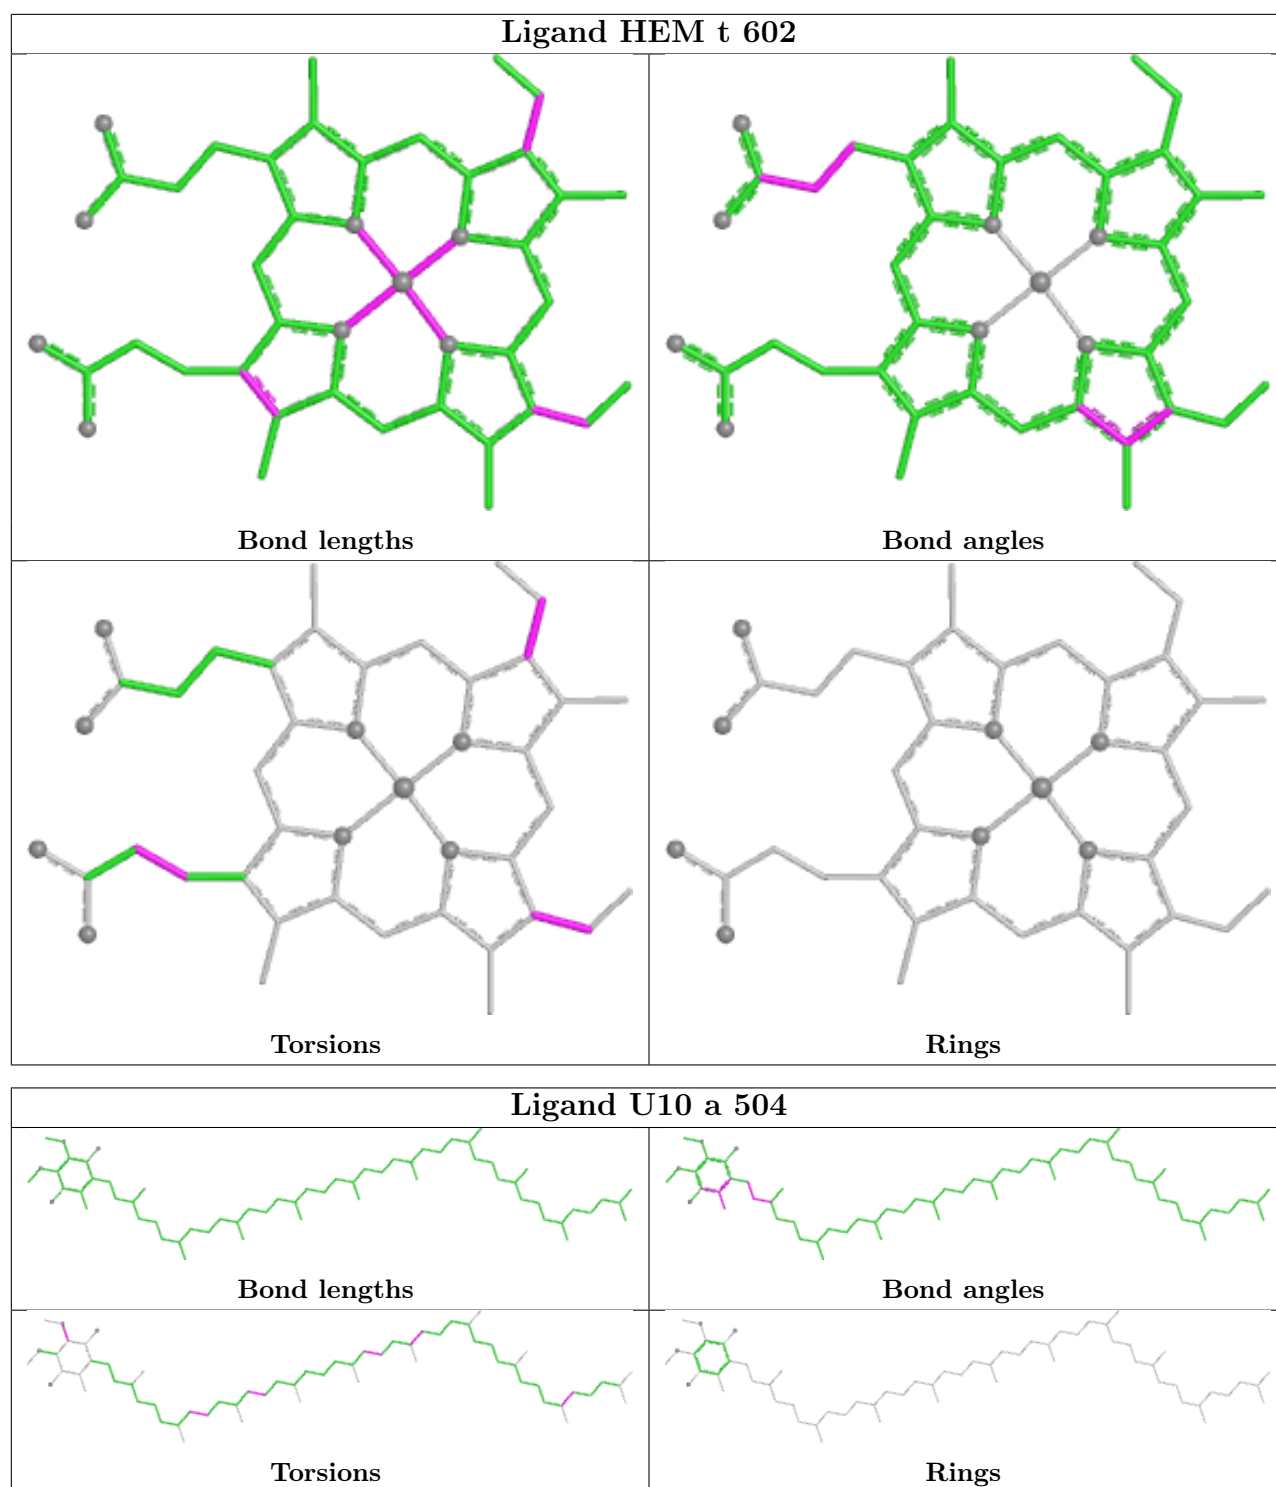 Ligand HEM t 602
Bond lengths
Bond angles
Torsions
Rings
Ligand U10 a 504
Bond lengths
Bond angles
Torsions
Rings